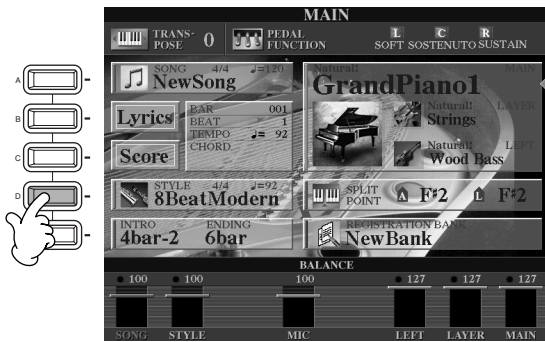 MAIN
TRANS-
POSE 0
PEDAL
FUNCTION
L C R
SOFT SOSTENUTO SUSTAIN
SONG 4/4 ♩=120
NewSong
Natural! MAIN
GrandPiano1
Lyrics
Score
BAR 001
BEAT 1
TEMPO ♩= 92
CHORD
Natural! LAYER
Strings
Natural! LEFT
Wood Bass
A
B
C
D
STYLE 4/4 ♩=92
8BeatModern
SPLIT
POINT A F#2 L F#2
INTRO ENDING
4bar-2 6bar
REGISTRATION BANK
NewBank
BALANCE
100 100 100 127 127 127
SONG STYLE MIC LEFT LAYER MAIN